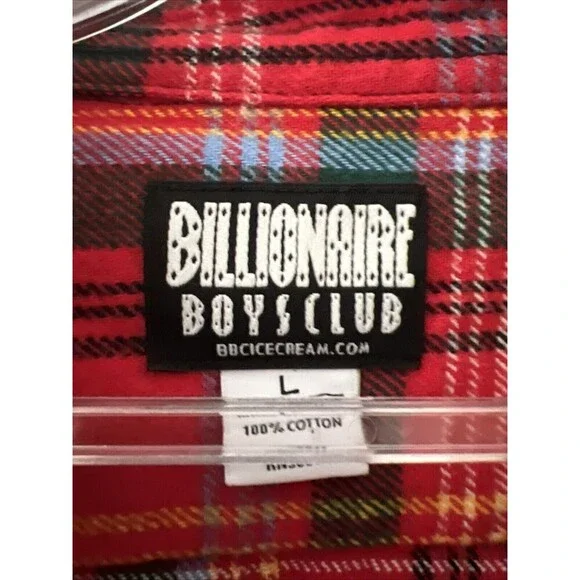 BILLIONAIRE
BOYS CLUB
BBCICECREAM.COM
L
100% COTTON